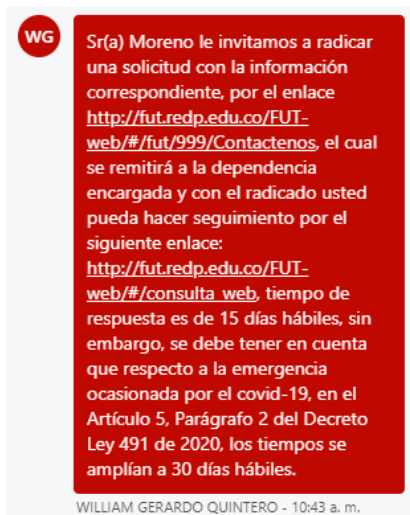 WG
Sr(a) Moreno le invitamos a radicar
una solicitud con la información
correspondiente, por el enlace
http://fut.redp.edu.co/FUT-
web/#/fut/999/Contactenos, el cual
se remitirá a la dependencia
encargada y con el radicado usted
pueda hacer seguimiento por el
siguiente enlace:
http://fut.redp.edu.co/FUT-
web/#/consulta_web, tiempo de
respuesta es de 15 días hábiles, sin
embargo, se debe tener en cuenta
que respecto a la emergencia
ocasionada por el covid-19, en el
Artículo 5, Parágrafo 2 del Decreto
Ley 491 de 2020, los tiempos se
amplían a 30 días hábiles.
WILLIAM GERARDO QUINTERO - 10:43 a. m.